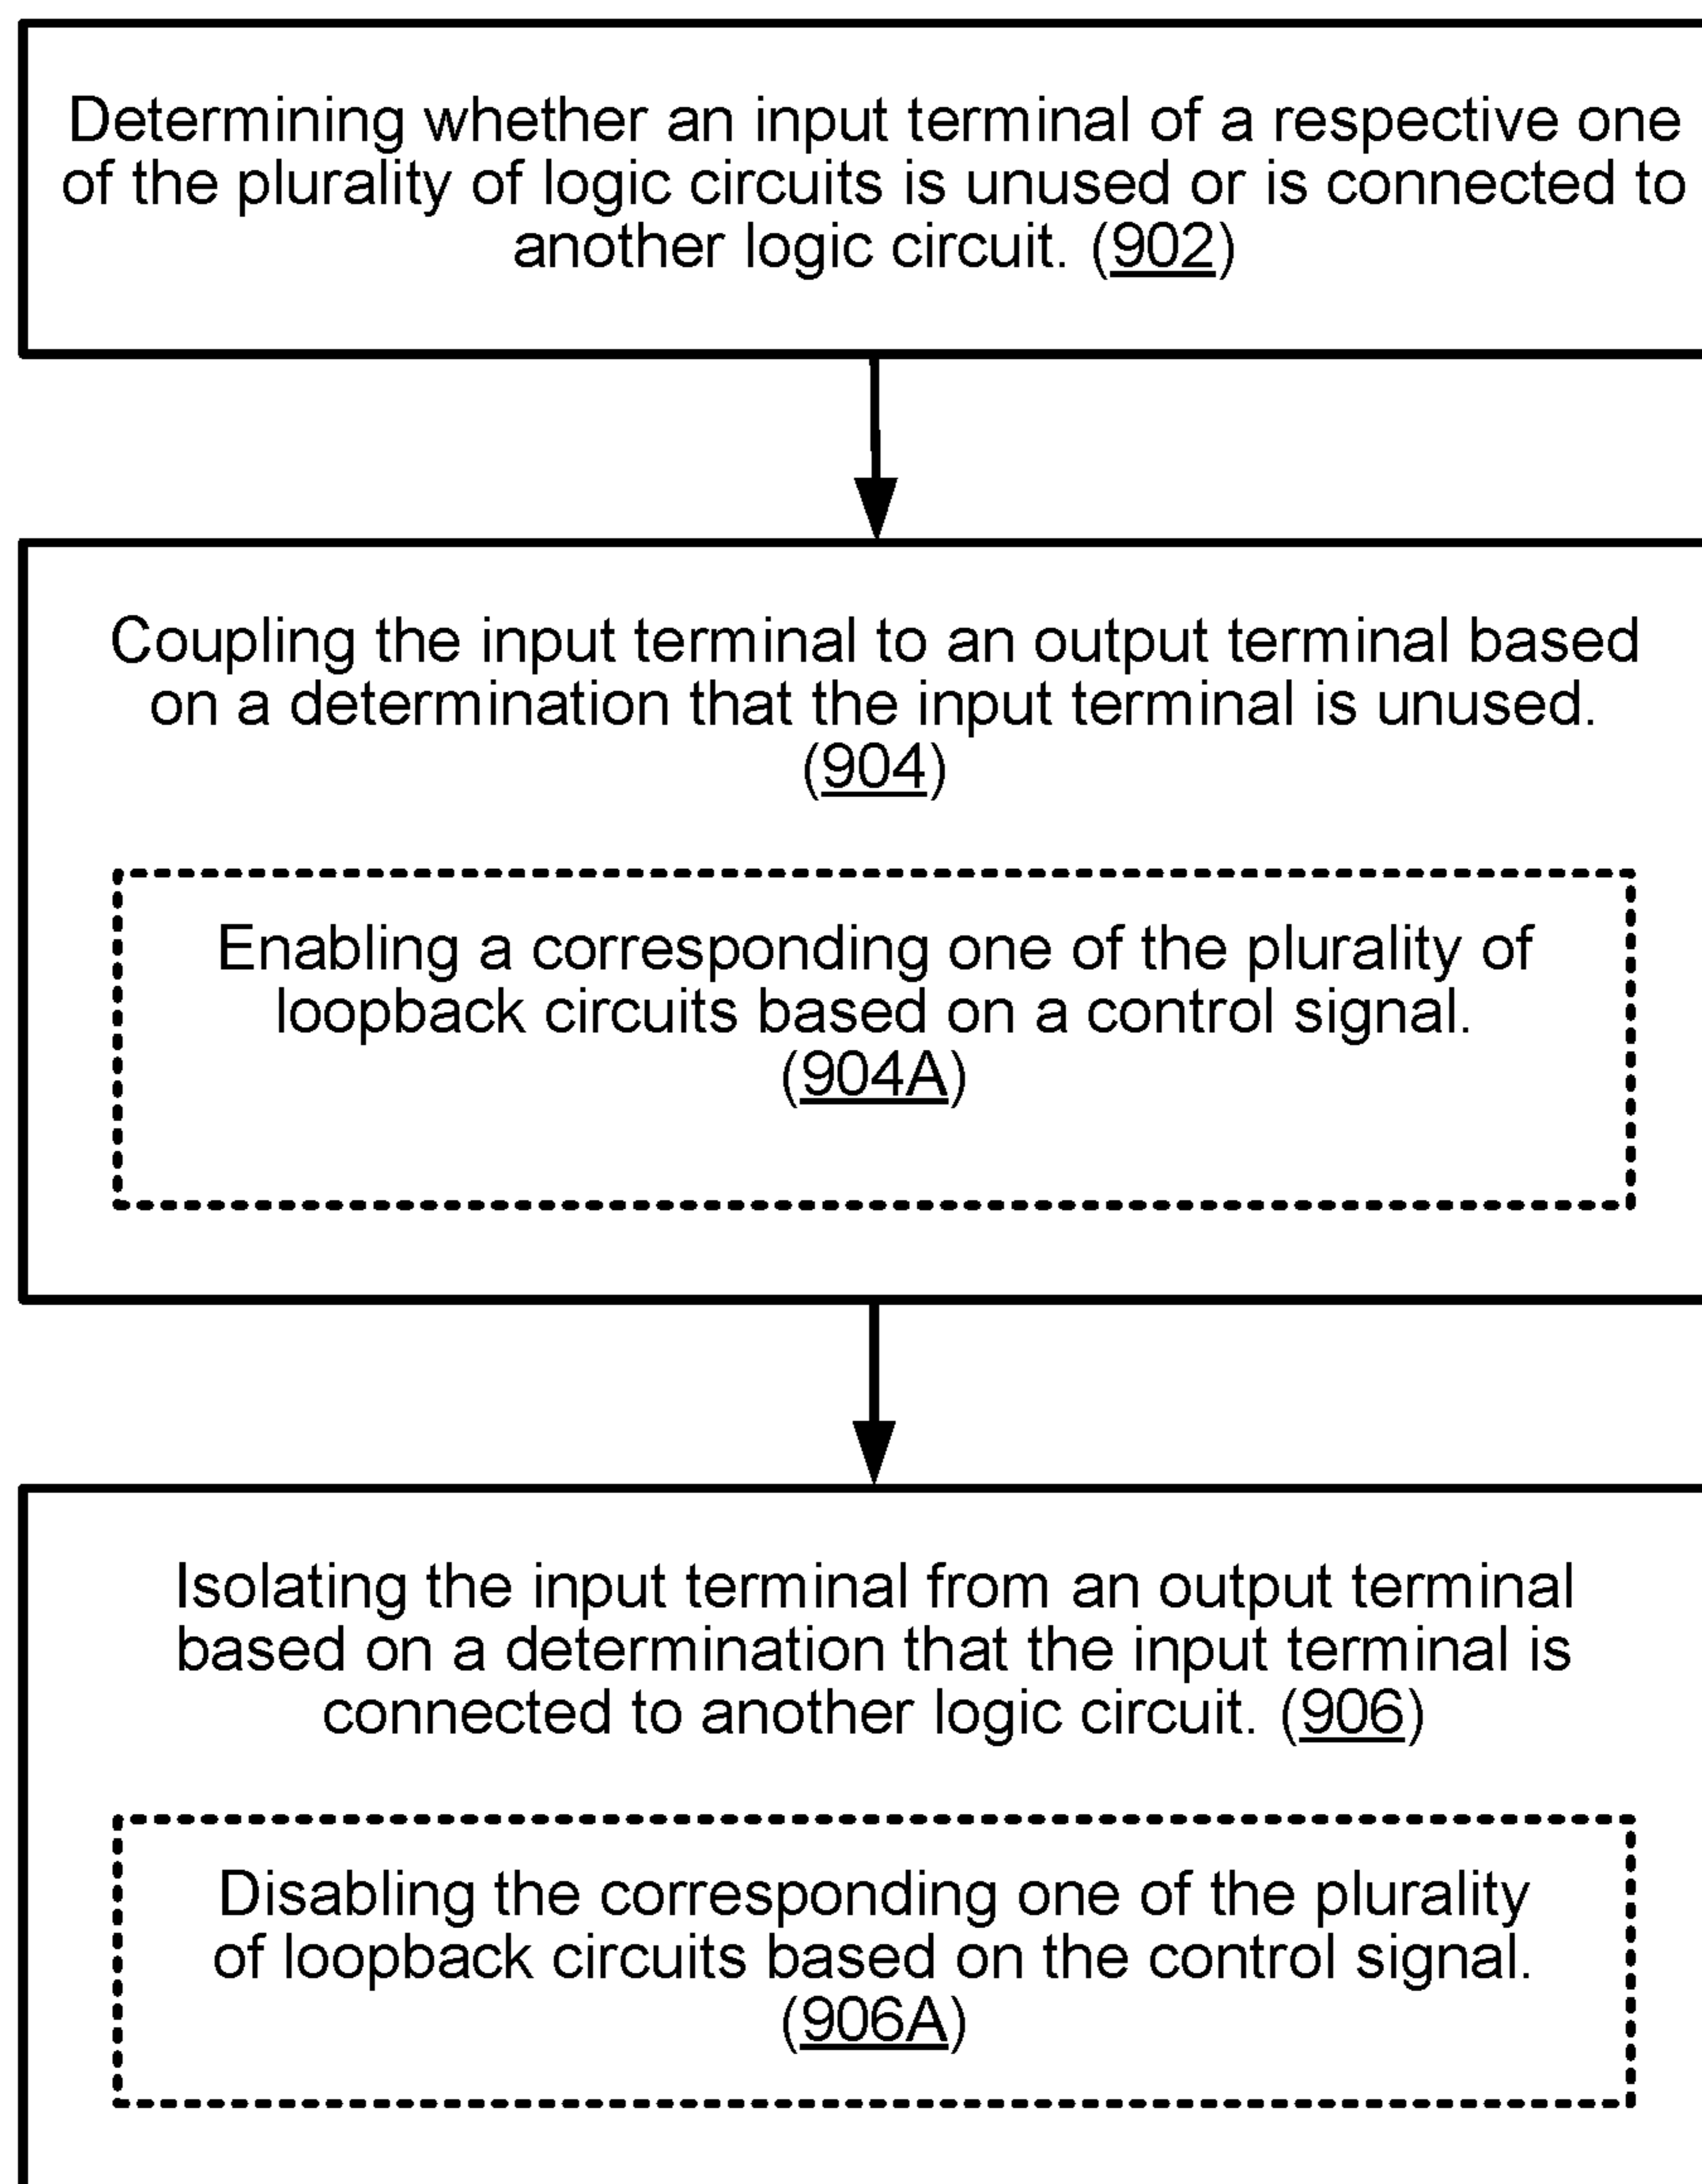 Determining whether an input terminal of a respective one
of the plurality of logic circuits is unused or is connected to
another logic circuit. (902)
Coupling the input terminal to an output terminal based
on a determination that the input terminal is unused.
(904)
Enabling a corresponding one of the plurality of
loopback circuits based on a control signal.
(904A)
Isolating the input terminal from an output terminal
based on a determination that the input terminal is
connected to another logic circuit. (906)
Disabling the corresponding one of the plurality
of loopback circuits based on the control signal.
(906A)